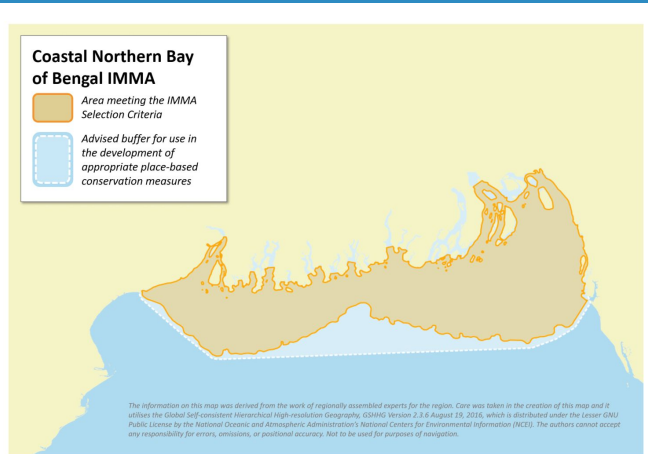 Coastal Northern Bay
of Bengal IMMA
Area meeting the IMMA
Selection Criteria
Advised buffer for use in
the development of
appropriate place-based
conservation measures
The information on this map was derived from the work of regionally assembled experts for the region. Care was taken in the creation of this map and it
utilises the Global Self-consistent Hierarchical High-resolution Geography, GSHHG Version 2.3.6 August 19, 2016, which is distributed under the Lesser GNU
Public License by the National Oceanic and Atmospheric Administration's National Centers for Environmental Information (NCEI). The authors cannot accept
any responsibility for errors, omissions, or positional accuracy. Not to be used for purposes of navigation.